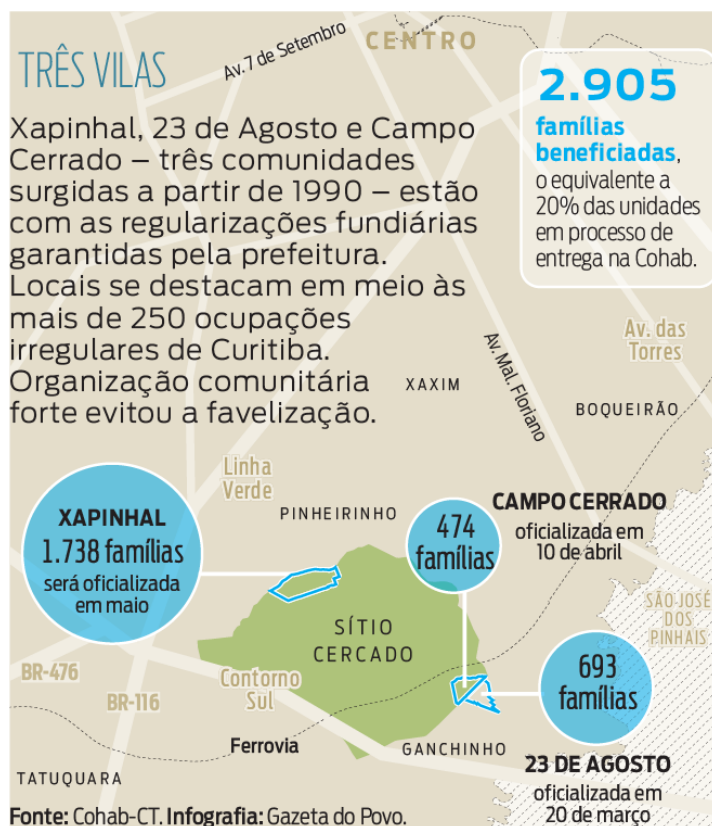 TRÊS VILAS
Xapinhal, 23 de Agosto e Campo
Cerrado – três comunidades
surgidas a partir de 1990 – estão
com as regularizações fundiárias
garantidas pela prefeitura.
Locais se destacam em meio às
mais de 250 ocupações
irregulares de Curitiba.
Organização comunitária
forte evitou a favelização.
Av. 7 de Setembro
CENTRO
2.905
famílias
beneficiadas,
o equivalente a
20% das unidades
em processo de
entrega na Cohab.
Av. das
Torres
Av. Mal. Floriano
XAXIM
BOQUEIRÃO
Linha
Verde
PINHEIRINHO
XAPINHAL
1.738 famílias
será oficializada
em maio
474
famílias
CAMPO CERRADO
oficializada em
10 de abril
SÃO JOSÉ
DOS
PINHAIS
SÍTIO
CERCADO
BR-476
BR-116
Contorno
Sul
693
famílias
Ferrovia
GANCHINHO
23 DE AGOSTO
oficializada em
20 de março
TATUQUARA
Fonte: Cohab-CT. Infografia: Gazeta do Povo.